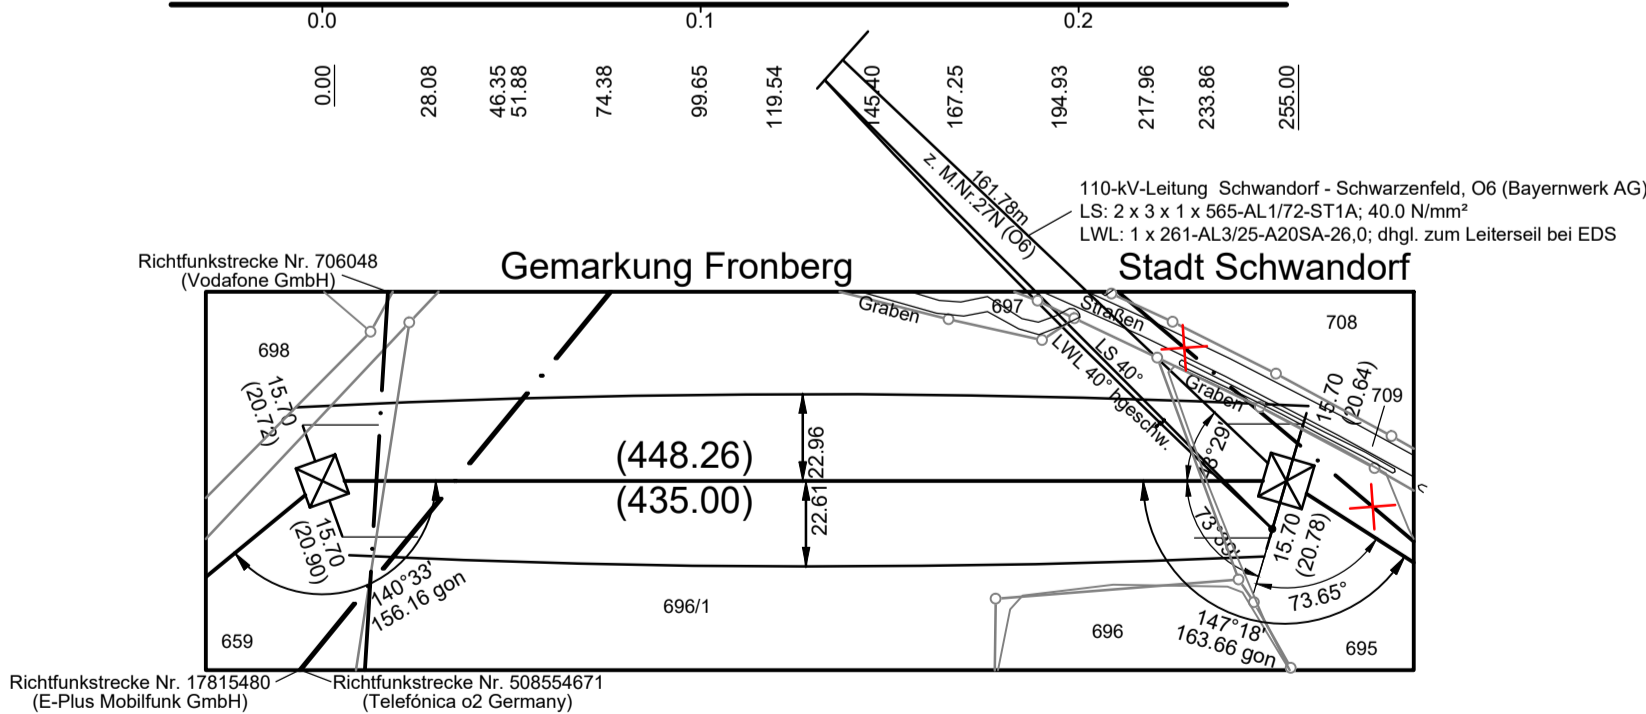 0.0
0.1
0.2
0.00
28.08
46.35
51.88
74.38
99.65
119.54
145.40
167.25
194.93
217.96
233.86
255.00
161.78m
z. M.Nr.27N (O6)
110-kV-Leitung Schwandorf - Schwarzenfeld, O6 (Bayernwerk AG)
LS: 2 x 3 x 1 x 565-AL1/72-ST1A; 40.0 N/mm²
LWL: 1 x 261-AL3/25-A20SA-26,0; dhgl. zum Leiterseil bei EDS
Richtfunkstrecke Nr. 706048
(Vodafone GmbH)
Gemarkung Fronberg
Stadt Schwandorf
Graben
697
Straßen
708
698
LS 40°
LWL 40° hgeschw.
Graben
709
15.70
(20.72)
15.70
(20.64)
(448.26)
22.96
(435.00)
22.61
73°39'
15.70
(20.90)
15.70
(20.78)
140°33'
156.16 gon
73.65°
147°18'
163.66 gon
696/1
696
695
659
Richtfunkstrecke Nr. 17815480
(E-Plus Mobilfunk GmbH)
Richtfunkstrecke Nr. 508554671
(Telefónica o2 Germany)